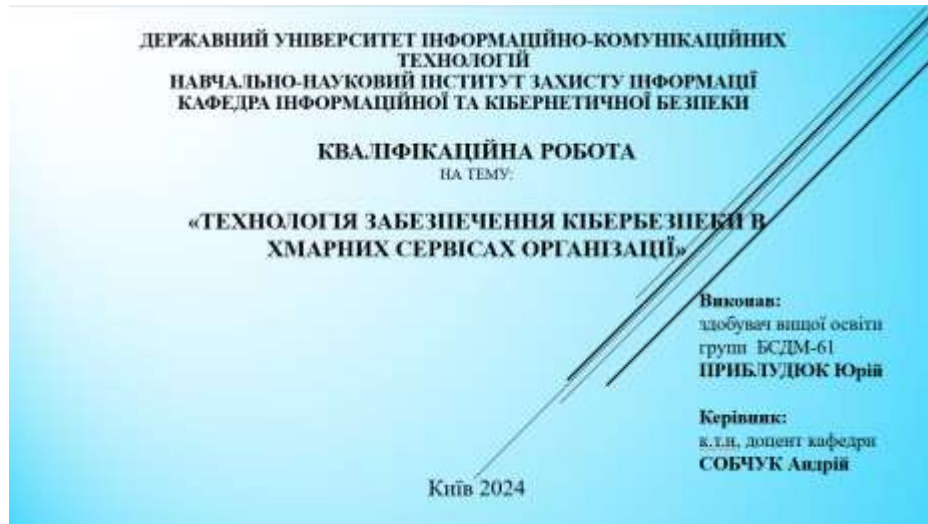 ДЕРЖАВНИЙ УНІВЕРСИТЕТ ІНФОРМАЦІЙНО-КОМУНІКАЦІЙНИХ
ТЕХНОЛОГІЙ
НАВЧАЛЬНО-НАУКОВИЙ ІНСТИТУТ ЗАХИСТУ ІНФОРМАЦІЇ
КАФЕДРА ІНФОРМАЦІЙНОЇ ТА КІБЕРНЕТИЧНОЇ БЕЗПЕКИ
КВАЛІФІКАЦІЙНА РОБОТА
НА ТЕМУ:
«ТЕХНОЛОГІЯ ЗАБЕЗПЕЧЕННЯ КІБЕРБЕЗПЕКИ В
ХМАРНИХ СЕРВІСАХ ОРГАНІЗАЦІЇ»
Виконав:
здобувач вищої освіти
групи БСДМ-61
ПРИБЛУДЮК Юрій
Керівник:
к.т.н, доцент кафедри
СОБЧУК Андрій
Київ 2024